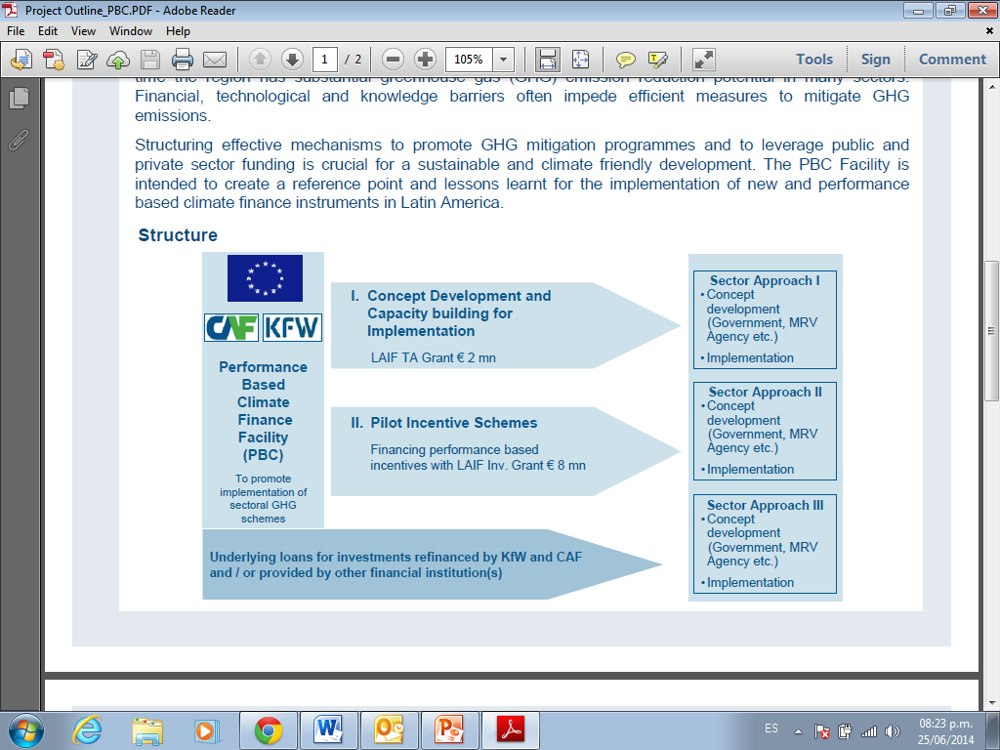 Project Outline_PBC.PDF - Adobe Reader
File Edit View Window Help
1 / 2 105% Tools Sign Comment
time the region has substantial greenhouse gas (GHG) emission reduction potential in many sectors.
Financial, technological and knowledge barriers often impede efficient measures to mitigate GHG
emissions.
Structuring effective mechanisms to promote GHG mitigation programmes and to leverage public and
private sector funding is crucial for a sustainable and climate friendly development. The PBC Facility is
intended to create a reference point and lessons learnt for the implementation of new and performance
based climate finance instruments in Latin America.
Structure
CAF KFW
Performance
Based
Climate
Finance
Facility
(PBC)
To promote
implementation of
sectoral GHG
schemes
I. Concept Development and
Capacity building for
Implementation
LAIF TA Grant € 2 mn
II. Pilot Incentive Schemes
Financing performance based
incentives with LAIF Inv. Grant € 8 mn
Underlying loans for investments refinanced by KfW and CAF
and / or provided by other financial institution(s)
Sector Approach I
• Concept
development
(Government, MRV
Agency etc.)
• Implementation
Sector Approach II
• Concept
development
(Government, MRV
Agency etc.)
• Implementation
Sector Approach III
• Concept
development
(Government, MRV
Agency etc.)
• Implementation
ES
08:23 p.m.
25/06/2014